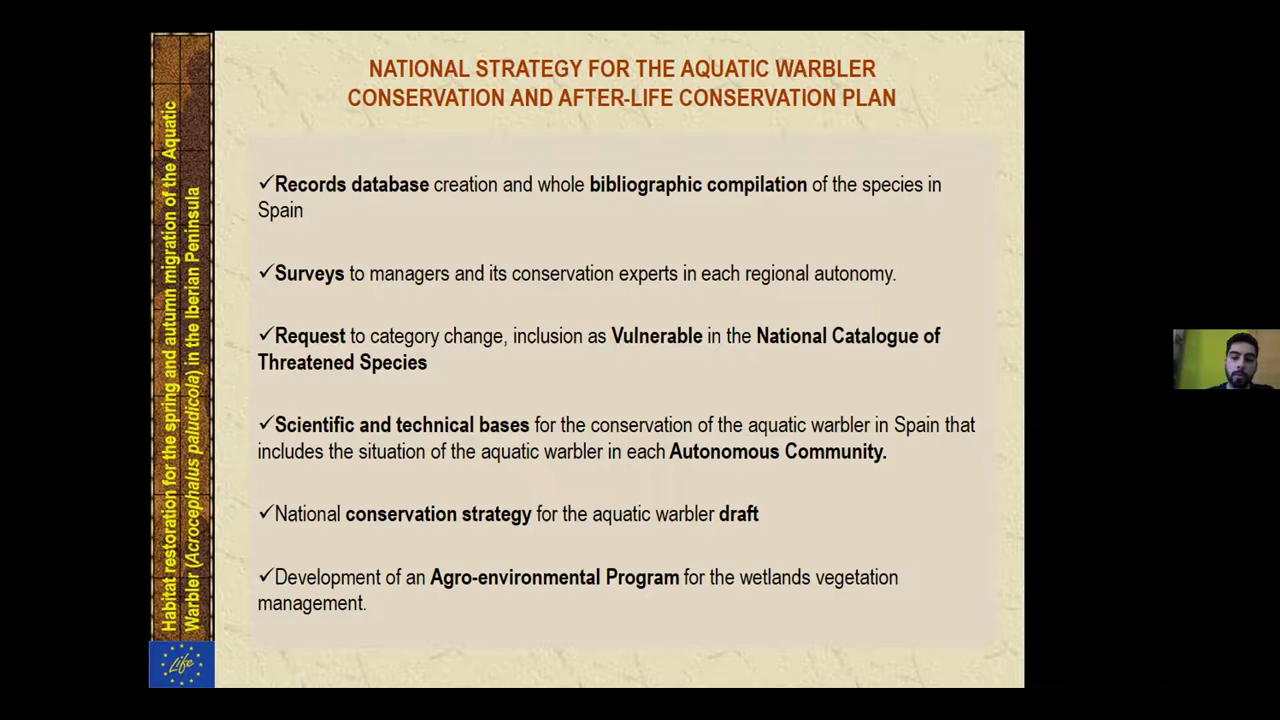 NATIONAL STRATEGY FOR THE AQUATIC WARBLER
CONSERVATION AND AFTER-LIFE CONSERVATION PLAN
✓Records database creation and whole bibliographic compilation of the species in
Spain
✓Surveys to managers and its conservation experts in each regional autonomy.
✓Request to category change, inclusion as Vulnerable in the National Catalogue of
Threatened Species
✓Scientific and technical bases for the conservation of the aquatic warbler in Spain that
includes the situation of the aquatic warbler in each Autonomous Community.
✓National conservation strategy for the aquatic warbler draft
✓Development of an Agro-environmental Program for the wetlands vegetation
management.
Habitat restoration for the spring and autumn migration of the Aquatic
Warbler (Acrocephalus paludicola) in the Iberian Peninsula
Life